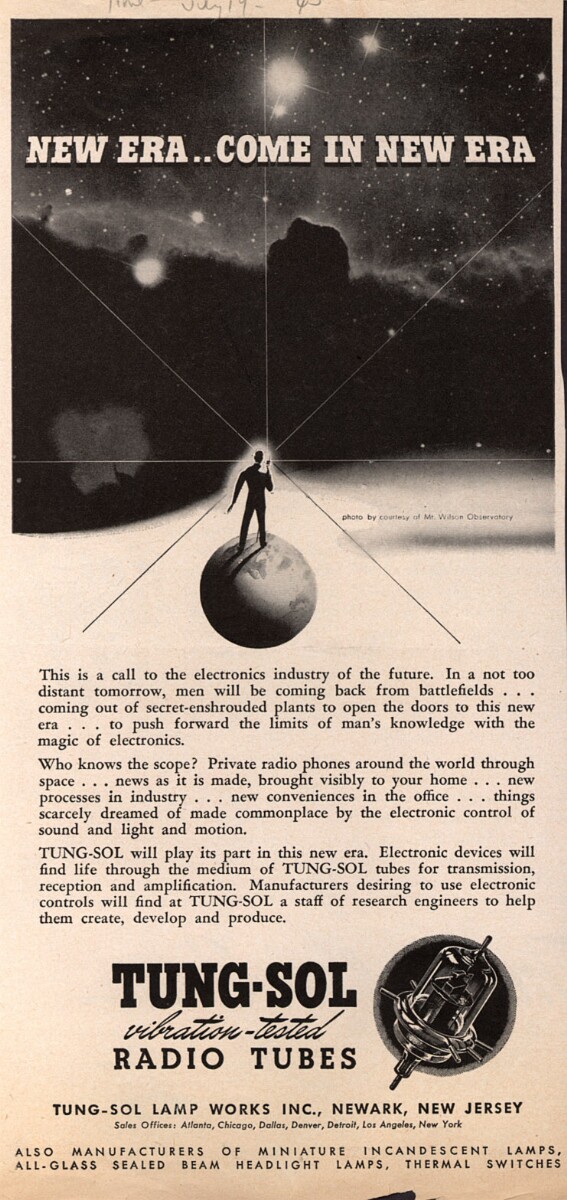 July 19-
NEW ERA..COME IN NEW ERA
photo by courtesy of Mt. Wilson Observatory
This is a call to the electronics industry of the future. In a not too
distant tomorrow, men will be coming back from battlefields . . .
coming out of secret-enshrouded plants to open the doors to this new
era . . . to push forward the limits of man's knowledge with the
magic of electronics.
Who knows the scope? Private radio phones around the world through
space . . . news as it is made, brought visibly to your home . . . new
processes in industry . . . new conveniences in the office . . . things
scarcely dreamed of made commonplace by the electronic control of
sound and light and motion.
TUNG-SOL will play its part in this new era. Electronic devices will
find life through the medium of TUNG-SOL tubes for transmission,
reception and amplification. Manufacturers desiring to use electronic
controls will find at TUNG-SOL a staff of research engineers to help
them create, develop and produce.
TUNG-SOL
vibration-tested
RADIO TUBES
TUNG-SOL LAMP WORKS INC., NEWARK, NEW JERSEY
Sales Offices: Atlanta, Chicago, Dallas, Denver, Detroit, Los Angeles, New York
ALSO MANUFACTURERS OF MINIATURE INCANDESCENT LAMPS,
ALL-GLASS SEALED BEAM HEADLIGHT LAMPS, THERMAL SWITCHES